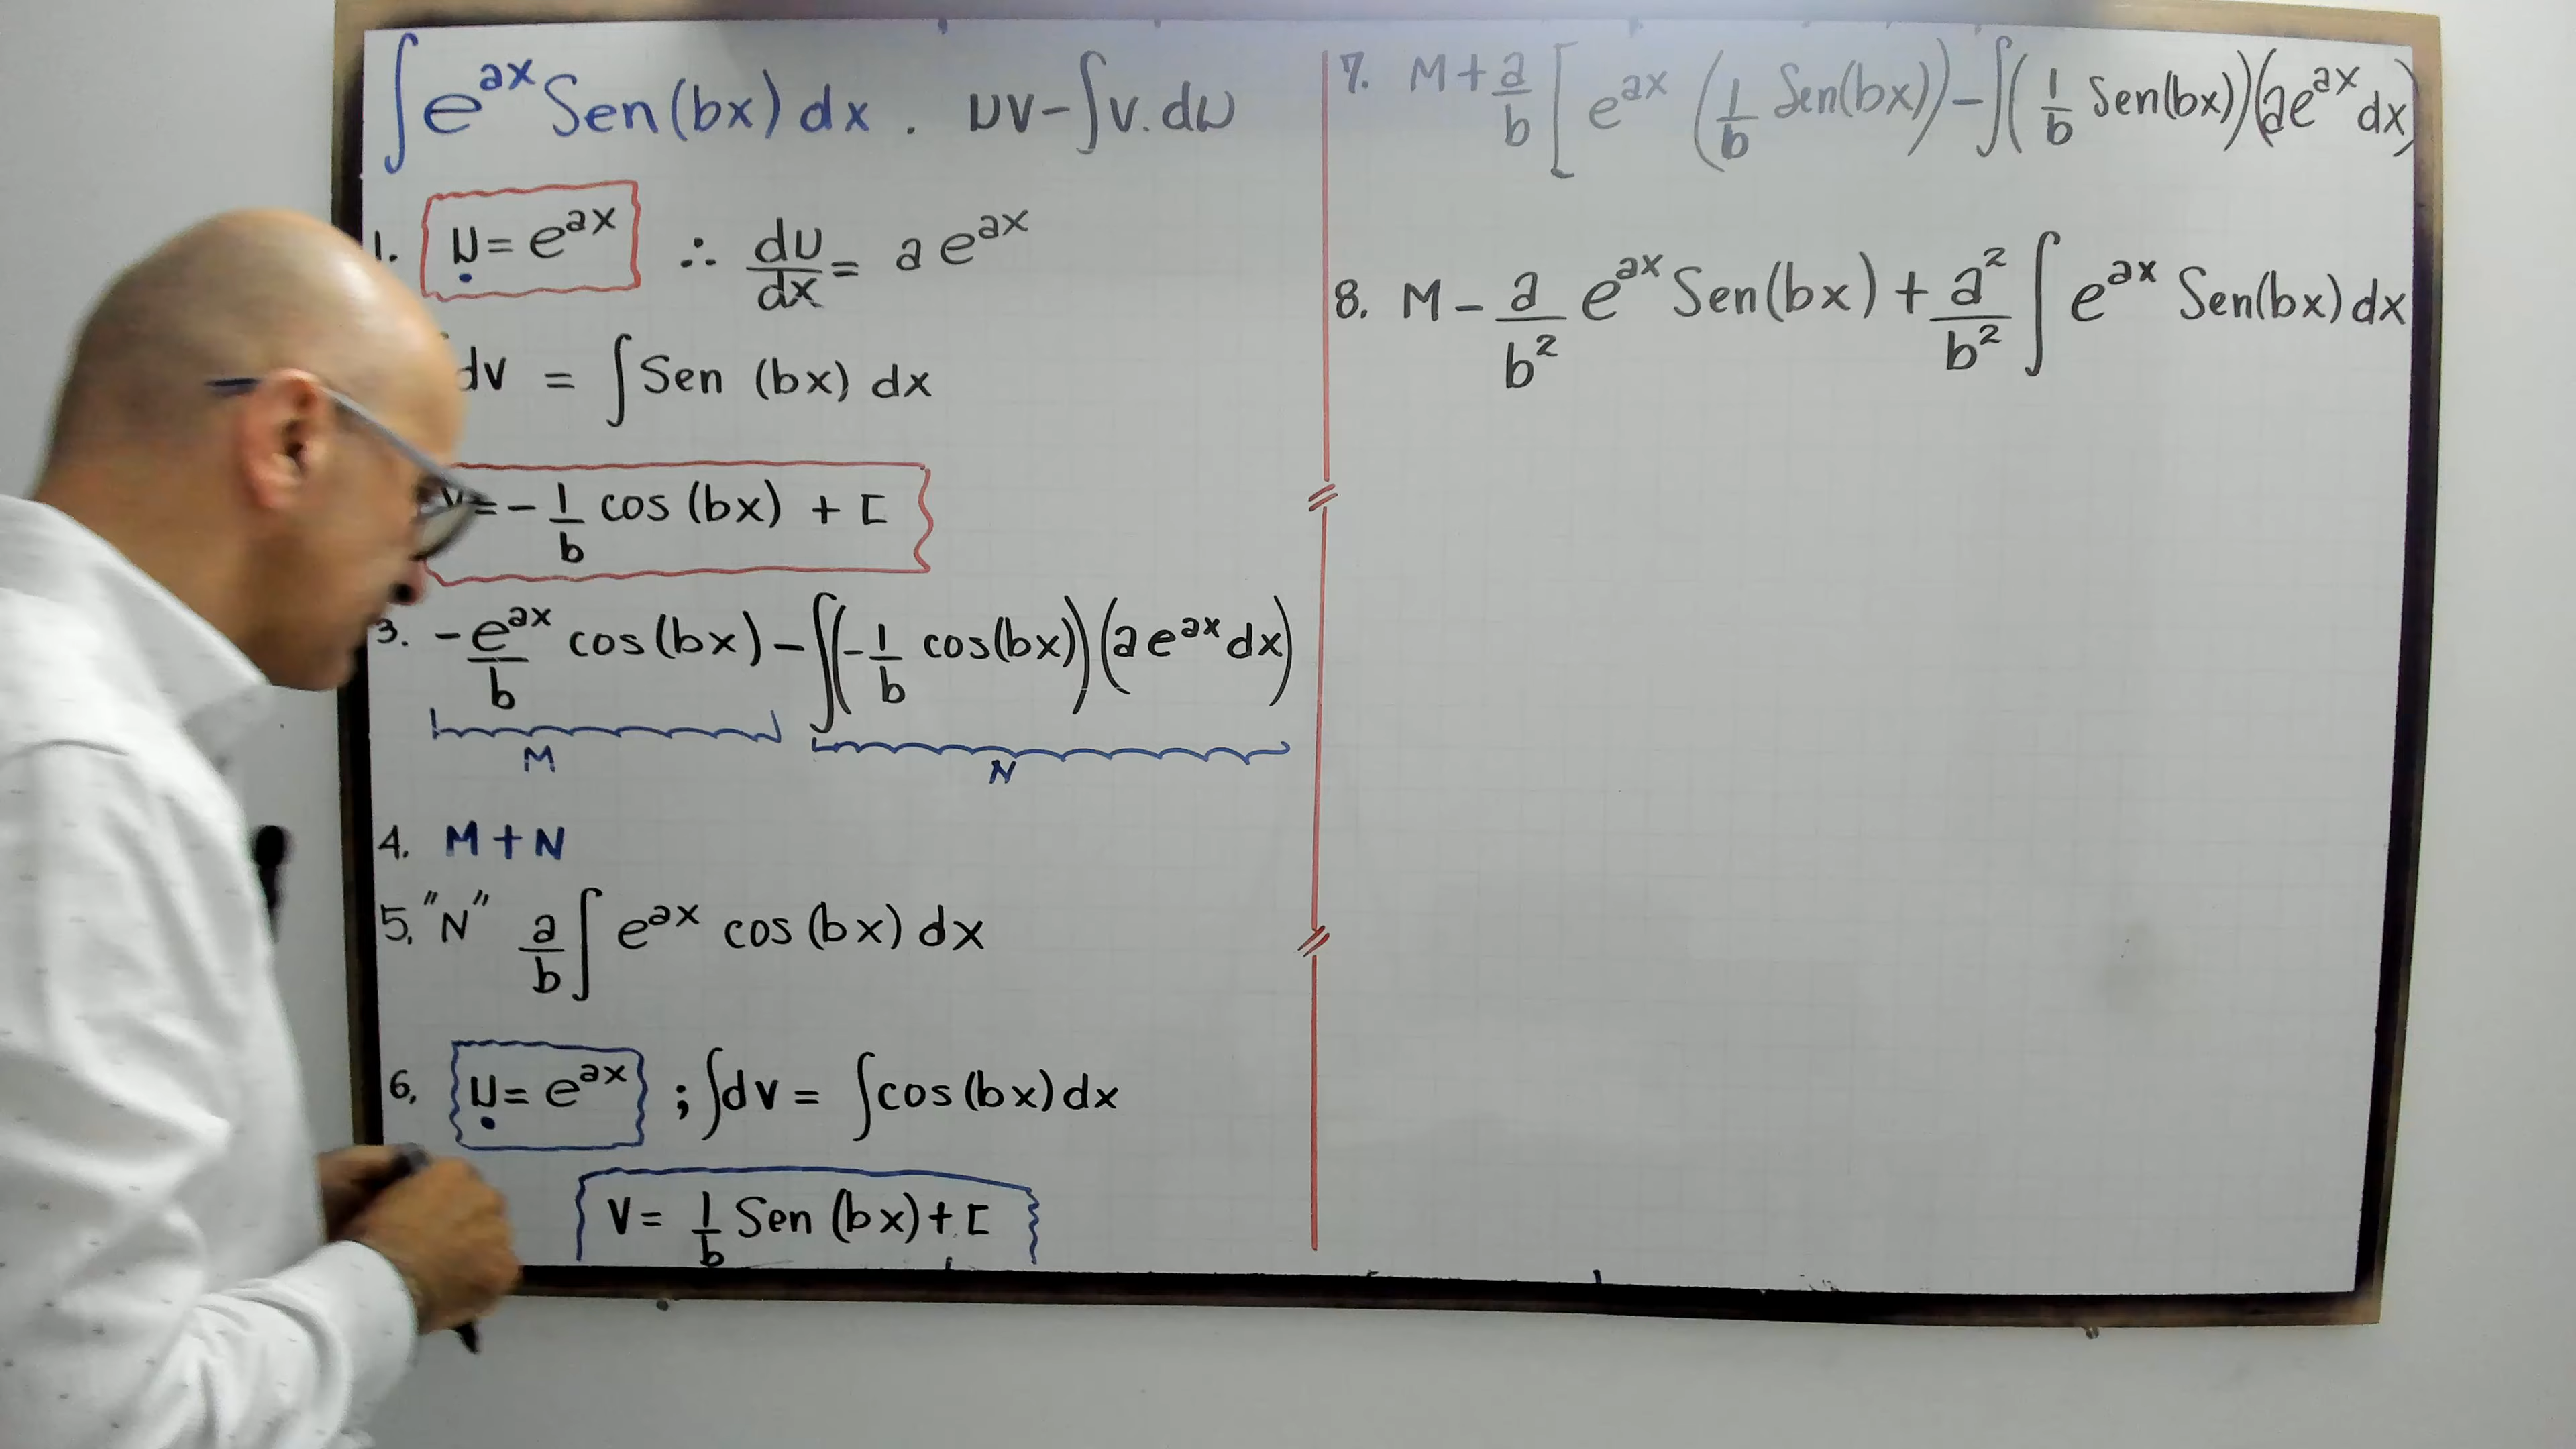 ∫e^{ax} Sen(bx) dx . uv-∫v.du
1. u= e^{ax} ∴ du/dx = a e^{ax}
dv = ∫Sen (bx) dx
v= -1/b cos (bx) + C
3. -e^{ax}/b cos (bx) - ∫(-1/b cos(bx)) (a e^{ax} dx)
M N
4. M + N
5. "N" a/b ∫ e^{ax} cos (bx) dx
6. u= e^{ax} ; ∫dv = ∫cos (bx) dx
V= 1/b Sen (bx) + C
7. M + a/b [ e^{ax} (1/b Sen(bx)) - ∫(1/b Sen(bx)) (a e^{ax} dx)
8. M - a/b² e^{ax} Sen(bx) + a²/b² ∫ e^{ax} Sen(bx) dx